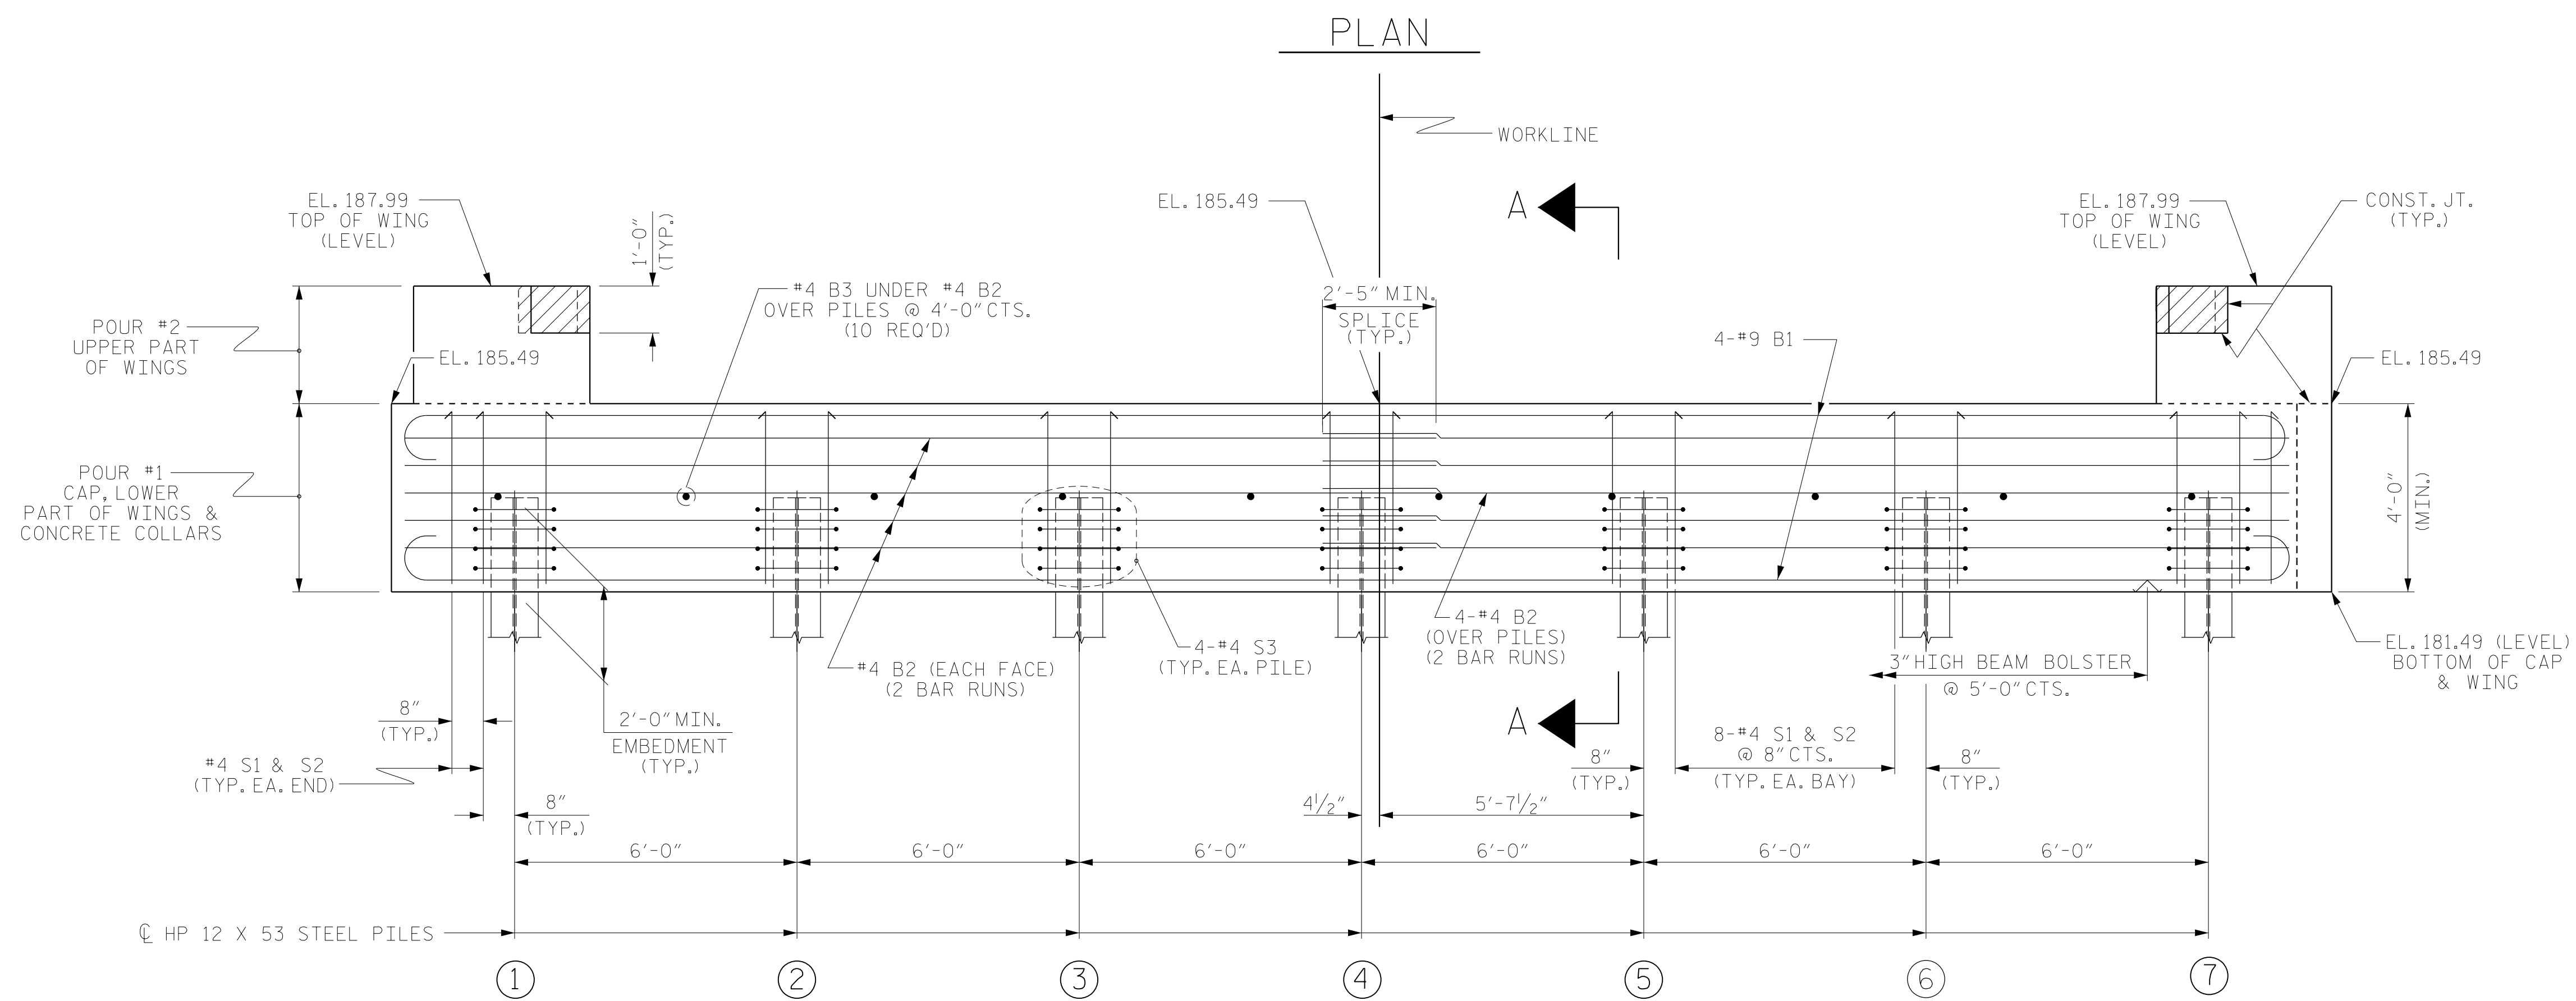 PLAN
WORKLINE
EL. 187.99
TOP OF WING
(LEVEL)
1'-0"
(TYP.)
EL. 185.49
A
EL. 187.99
TOP OF WING
(LEVEL)
CONST. JT.
(TYP.)
#4 B3 UNDER #4 B2
OVER PILES @ 4'-0"CTS.
(10 REQ'D)
2'-5" MIN.
SPLICE
(TYP.)
4-#9 B1
POUR #2
UPPER PART
OF WINGS
EL. 185.49
EL. 185.49
POUR #1
CAP, LOWER
PART OF WINGS &
CONCRETE COLLARS
4'-0"
(MIN.)
4-#4 B2
(OVER PILES)
(2 BAR RUNS)
4-#4 S3
(TYP. EA. PILE)
#4 B2 (EACH FACE)
(2 BAR RUNS)
EL. 181.49 (LEVEL)
BOTTOM OF CAP
& WING
3"HIGH BEAM BOLSTER
@ 5'-0"CTS.
8"
(TYP.)
2'-0"MIN.
EMBEDMENT
(TYP.)
A
8-#4 S1 & S2
@ 8"CTS.
(TYP. EA. BAY)
8"
(TYP.)
8"
(TYP.)
#4 S1 & S2
(TYP. EA. END)
8"
(TYP.)
4½"
5'-7½"
6'-0"
6'-0"
6'-0"
6'-0"
6'-0"
6'-0"
℄ HP 12 X 53 STEEL PILES
1
2
3
4
5
6
7